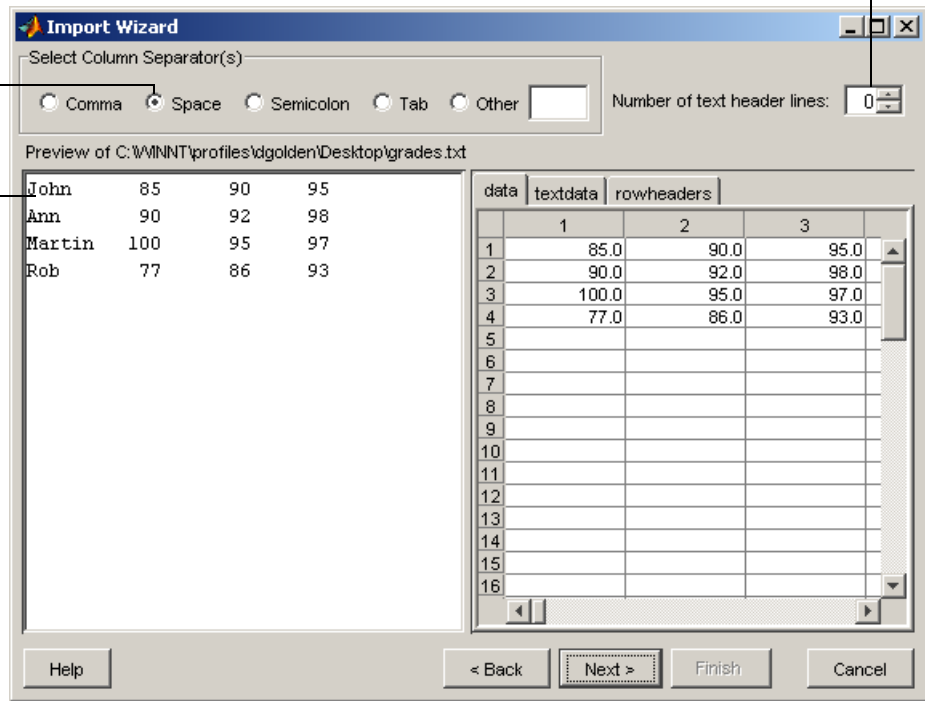 Import Wizard
Select Column Separator(s)
Comma Space Semicolon Tab Other
Number of text header lines: 0
Preview of C:\WINNT\profiles\dgolden\Desktop\grades.txt
John 85 90 95
Ann 90 92 98
Martin 100 95 97
Rob 77 86 93
data textdata rowheaders
1 2 3
1 85.0 90.0 95.0
2 90.0 92.0 98.0
3 100.0 95.0 97.0
4 77.0 86.0 93.0
5
6
7
8
9
10
11
12
13
14
15
16
Help < Back Next > Finish Cancel